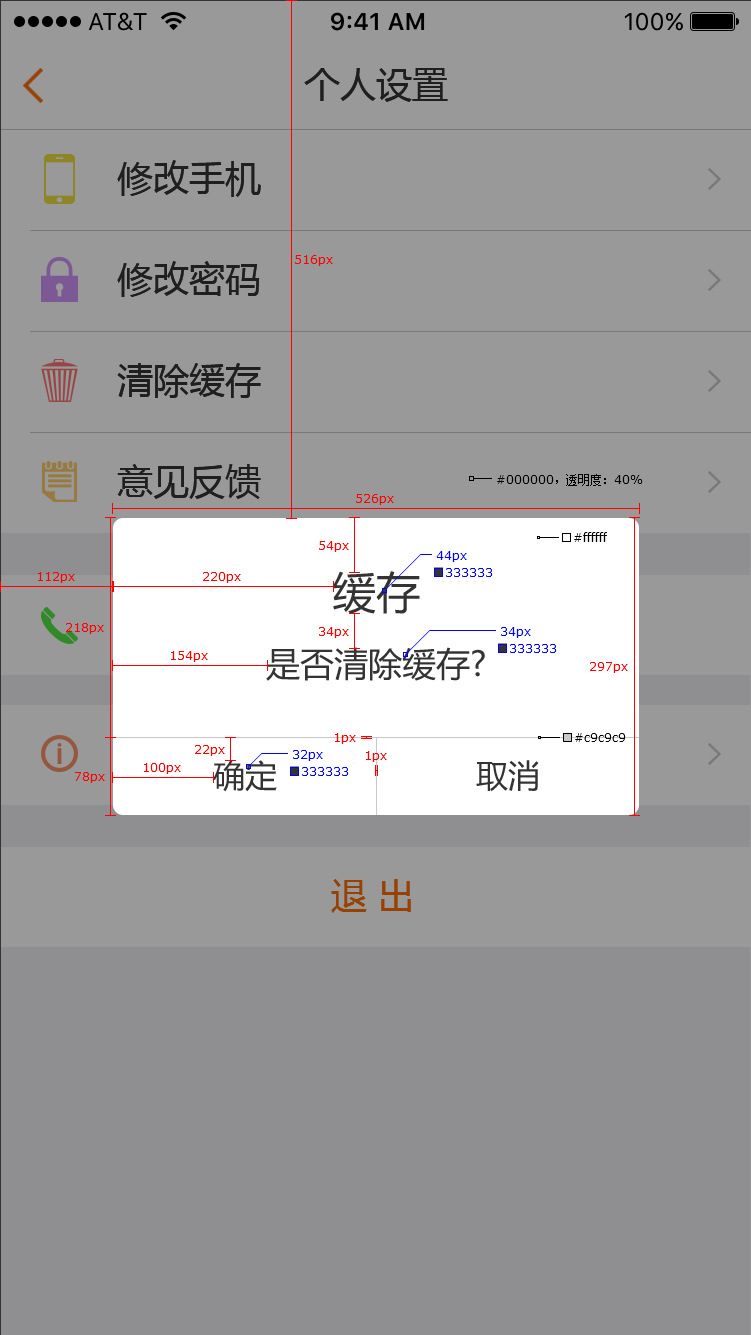 AT&T 9:41 AM 100%
个人设置
修改手机
516px
修改密码
清除缓存
意见反馈
#000000，透明度：40%
526px
54px
#ffffff
44px
333333
112px
220px
缓存
218px
34px
34px
333333
154px
是否清除缓存?
297px
1px
#c9c9c9
22px
32px
1px
100px
333333
78px
确定
取消
退 出